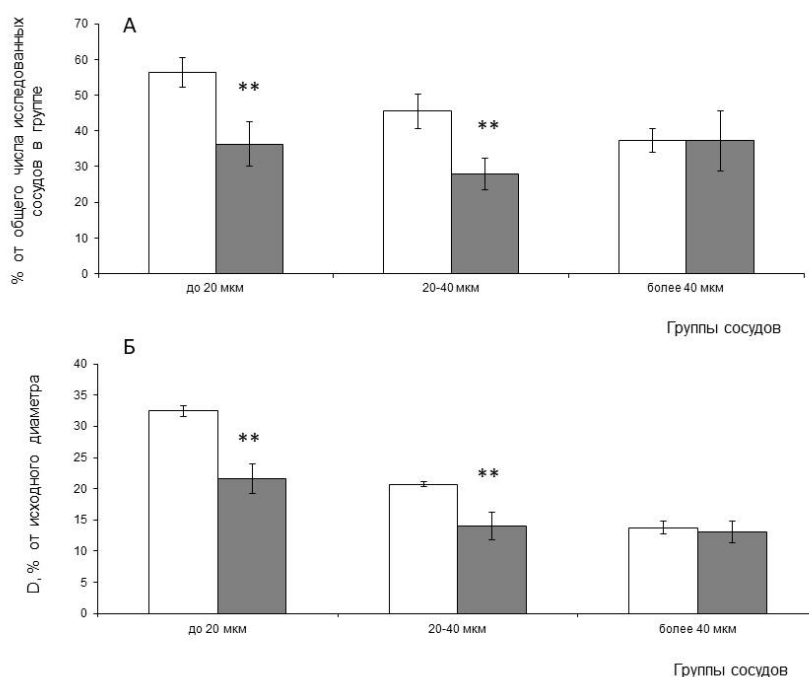 А
% от общего числа исследованных
сосудов в группе
70
60
50
40
30
20
10
0
**
**
до 20 мкм
20-40 мкм
более 40 мкм
Группы сосудов
Б
D, % от исходного диаметра
40
35
30
25
20
15
10
5
0
**
**
до 20 мкм
20-40 мкм
более 40 мкм
Группы сосудов